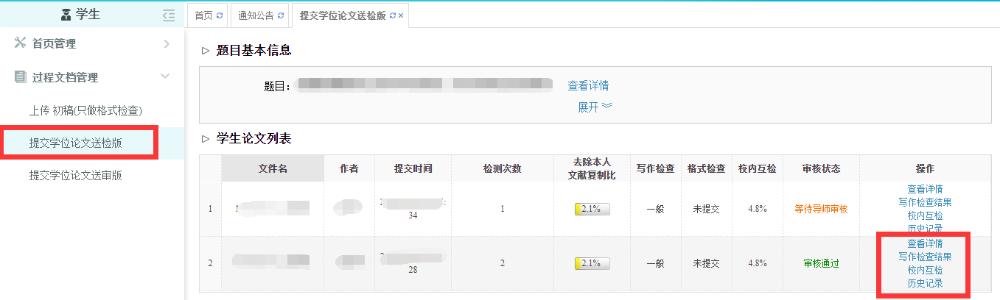 学生
首页管理
过程文档管理
上传 初稿(只做格式检查)
提交学位论文送检版
提交学位论文送审版
首页
通知公告
提交学位论文送检版
题目基本信息
题目：
查看详情
展开
学生论文列表
文件名
作者
提交时间
检测次数
去除本人
文献复制比
写作检查
格式检查
校内互检
审核状态
操作
1
34
1
2.1%
一般
未提交
4.8%
等待导师审核
查看详情
写作检查结果
校内互检
历史记录
2
28
2
2.1%
一般
未提交
4.8%
审核通过
查看详情
写作检查结果
校内互检
历史记录